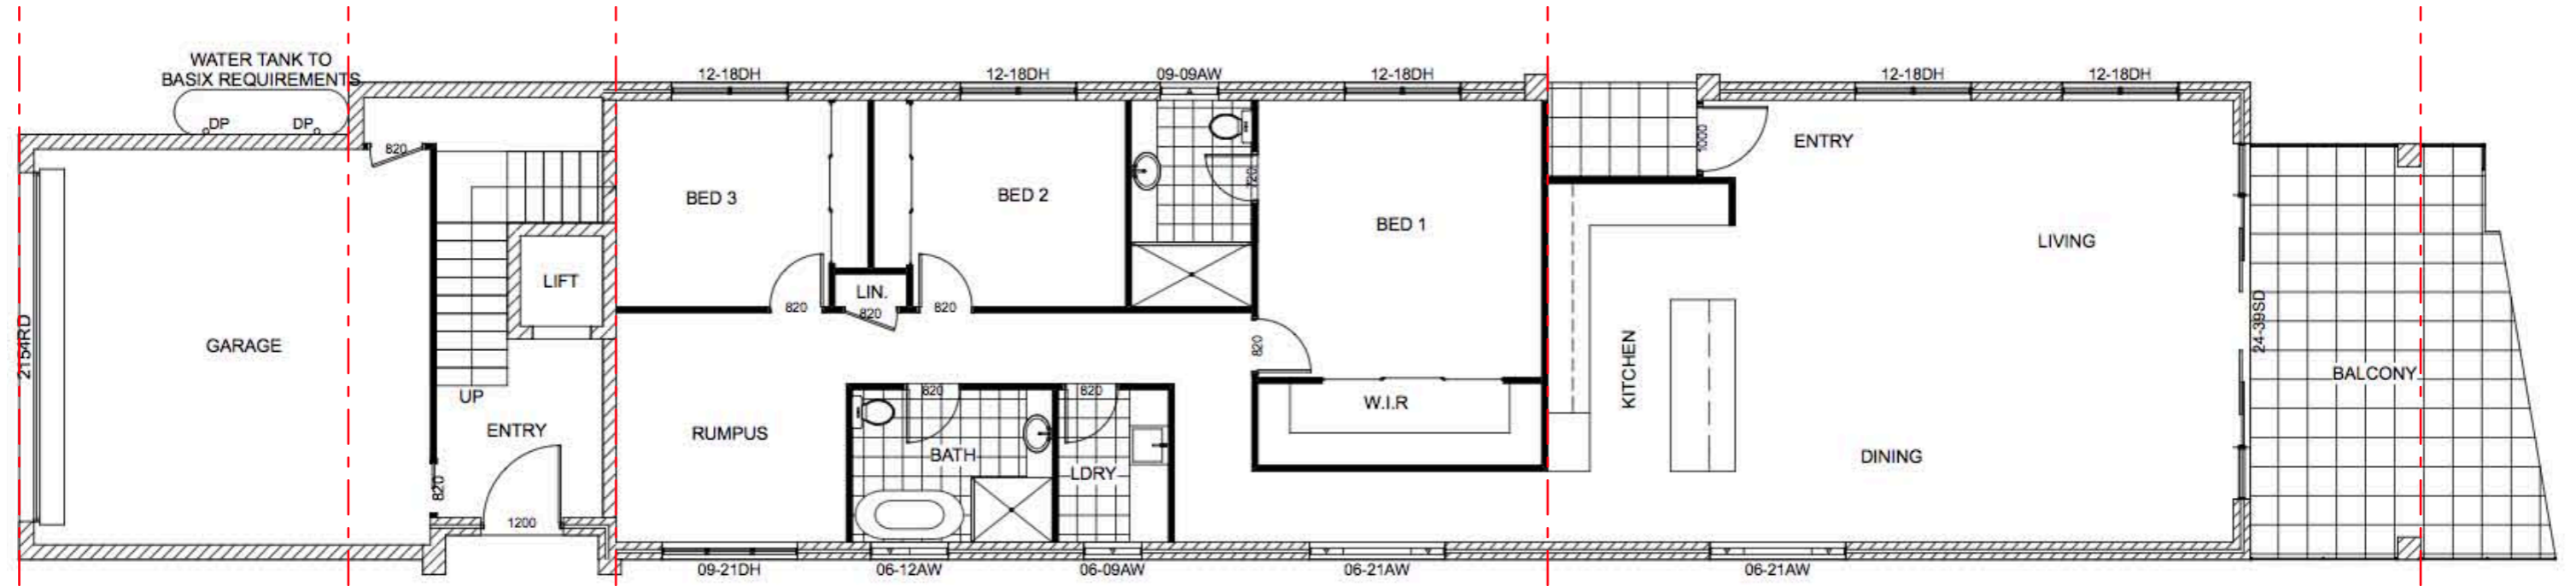 WATER TANK TO
BASIX REQUIREMENTS
DP
DP
12-18DH
12-18DH
09-09AW
12-18DH
12-18DH
12-18DH
820
1000
ENTRY
720
BED 3
BED 2
BED 1
LIVING
LIFT
LIN.
820
820
820
820
2154RD
GARAGE
24-39SD
KITCHEN
BALCONY
UP
820
820
W.I.R
ENTRY
RUMPUS
BATH
LDRY
DINING
820
1200
09-21DH
06-12AW
06-09AW
06-21AW
06-21AW